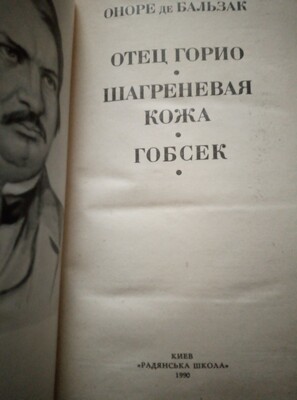 ОНОРЕ ДЕ БАЛЬЗАК
ОТЕЦ ГОРИО
•
ШАГРЕНЕВАЯ
КОЖА
•
ГОБСЕК
•
КИЕВ
«РАДЯНСЬКА ШКОЛА»
1990